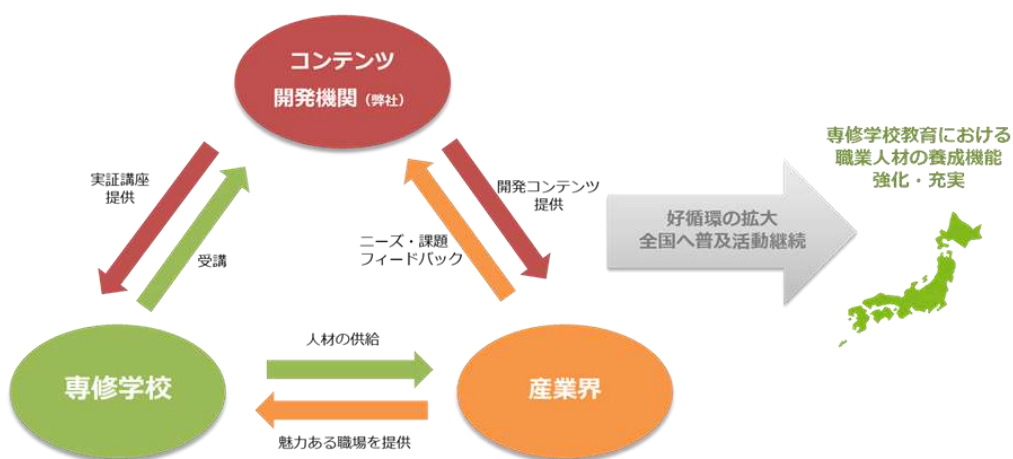 コンテンツ
開発機関（弊社）
専修学校教育における
職業人材の養成機能
強化・充実
実証講座
提供
開発コンテンツ
提供
好循環の拡大
全国へ普及活動継続
受講
ニーズ・課題
フィードバック
人材の供給
専修学校
産業界
魅力ある職場を提供